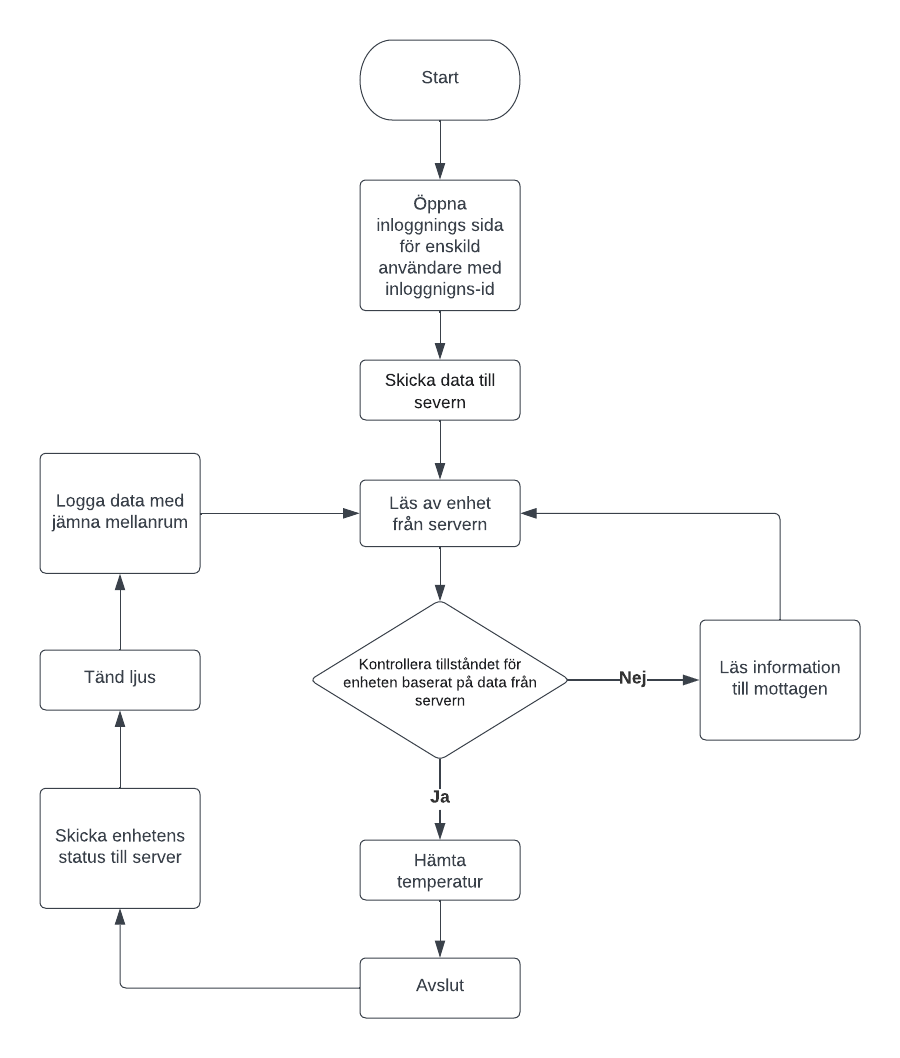 Start
Öppna
inloggnings sida
för enskild
användare med
inloggnigns-id
Skicka data till
severn
Logga data med
jämna mellanrum
Läs av enhet
från servern
Tänd ljus
Kontrollera tillståndet för
enheten baserat på data från
servern
Nej
Läs information
till mottagen
Ja
Skicka enhetens
status till server
Hämta
temperatur
Avslut